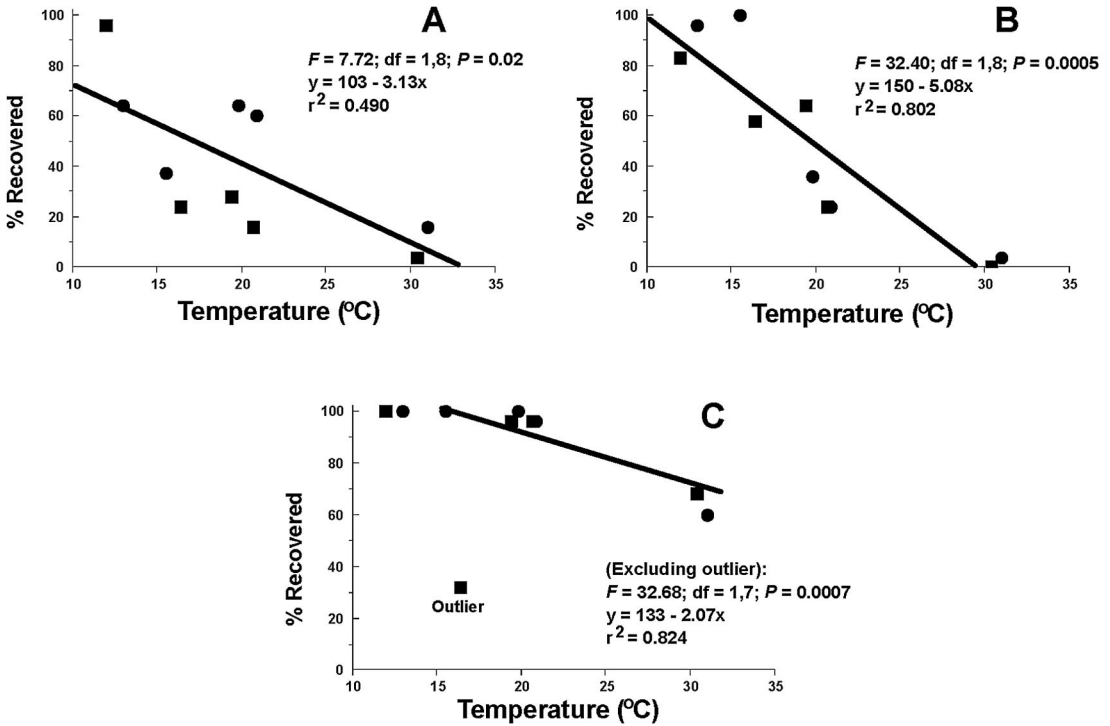 A
F = 7.72; df = 1,8; P = 0.02
y = 103 - 3.13x
r² = 0.490
% Recovered
100
80
60
40
20
0
10 15 20 25 30 35
Temperature (ºC)
B
F = 32.40; df = 1,8; P = 0.0005
y = 150 - 5.08x
r² = 0.802
% Recovered
100
80
60
40
20
0
10 15 20 25 30 35
Temperature (ºC)
C
% Recovered
100
80
60
40
20
0
Outlier
(Excluding outlier):
F = 32.68; df = 1,7; P = 0.0007
y = 133 - 2.07x
r² = 0.824
10 15 20 25 30 35
Temperature (ºC)